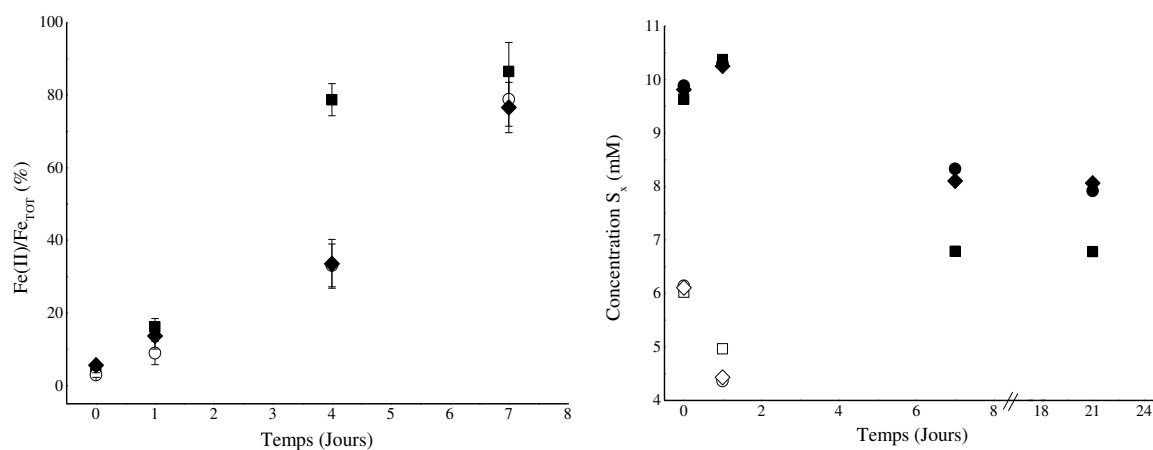 100
80
60
40
20
0
Fe(II)/Fe_TOT (%)
0 1 2 3 4 5 6 7 8
Temps (Jours)
11
10
9
8
7
6
5
4
Concentration S_x (mM)
0 2 4 6 8 // 18 21 24
Temps (Jours)